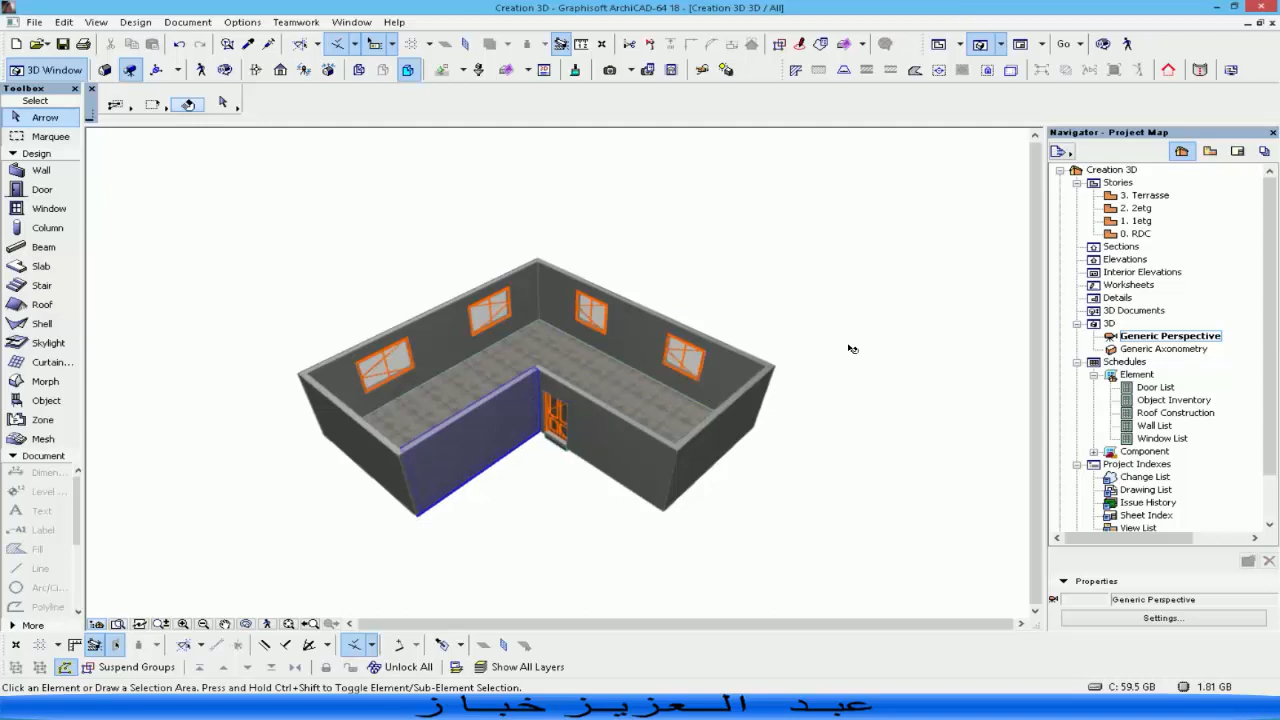 Creation 3D - Graphisoft ArchiCAD-64 18 - [Creation 3D 3D / All]
File Edit View Design Document Options Teamwork Window Help
Go
3D Window
Toolbox
Select
Arrow
Marquee
Design
Wall
Door
Window
Column
Beam
Slab
Stair
Roof
Shell
Skylight
Curtain...
Morph
Object
Zone
Mesh
Document
Dimen...
Level ...
Text
Label
Fill
Line
Arc/Ci...
Polyline
More
Navigator - Project Map
Creation 3D
Stories
3. Terrasse
2. 2etg
1. 1etg
0. RDC
Sections
Elevations
Interior Elevations
Worksheets
Details
3D Documents
3D
Generic Perspective
Generic Axonometry
Schedules
Element
Door List
Object Inventory
Roof Construction
Wall List
Window List
Component
Project Indexes
Change List
Drawing List
Issue History
Sheet Index
View List
Properties
Generic Perspective
Settings...
Suspend Groups
Unlock All
Show All Layers
Click an Element or Draw a Selection Area. Press and Hold Ctrl+Shift to Toggle Element/Sub-Element Selection.
C: 59.5 GB
1.81 GB
عبد العزيز خباز